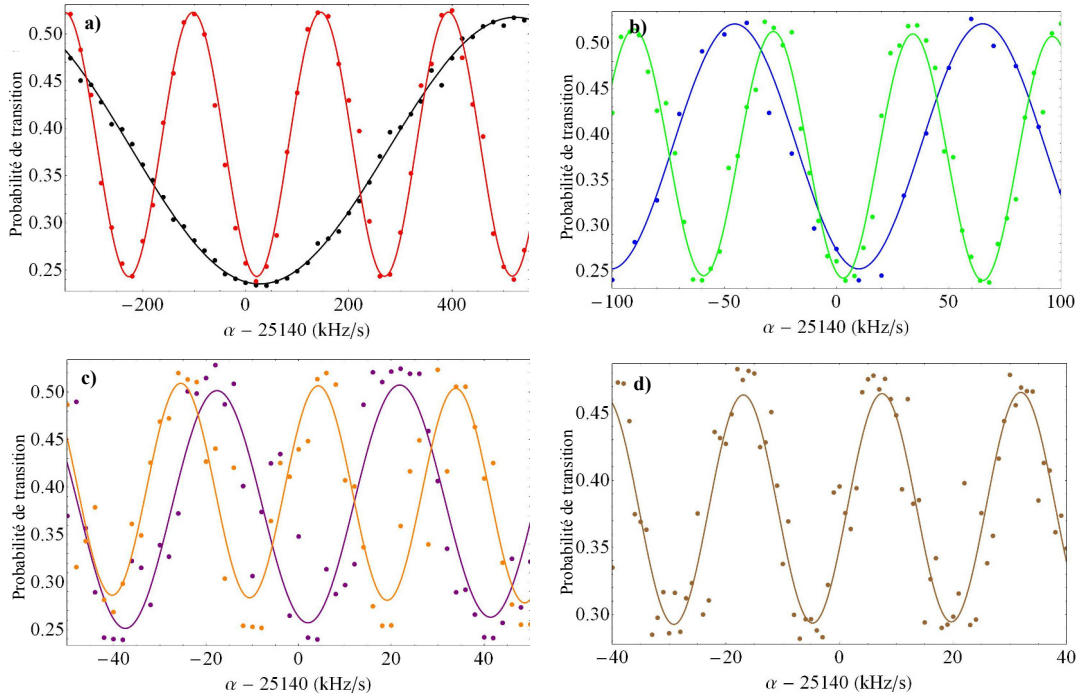 a)
Probabilité de transition
0.50
0.45
0.40
0.35
0.30
0.25
−200 0 200 400
α − 25140 (kHz/s)
b)
Probabilité de transition
0.50
0.45
0.40
0.35
0.30
0.25
−100 −50 0 50 100
α − 25140 (kHz/s)
c)
Probabilité de transition
0.50
0.45
0.40
0.35
0.30
0.25
−40 −20 0 20 40
α − 25140 (kHz/s)
d)
Probabilité de transition
0.45
0.40
0.35
0.30
−40 −20 0 20 40
α − 25140 (kHz/s)